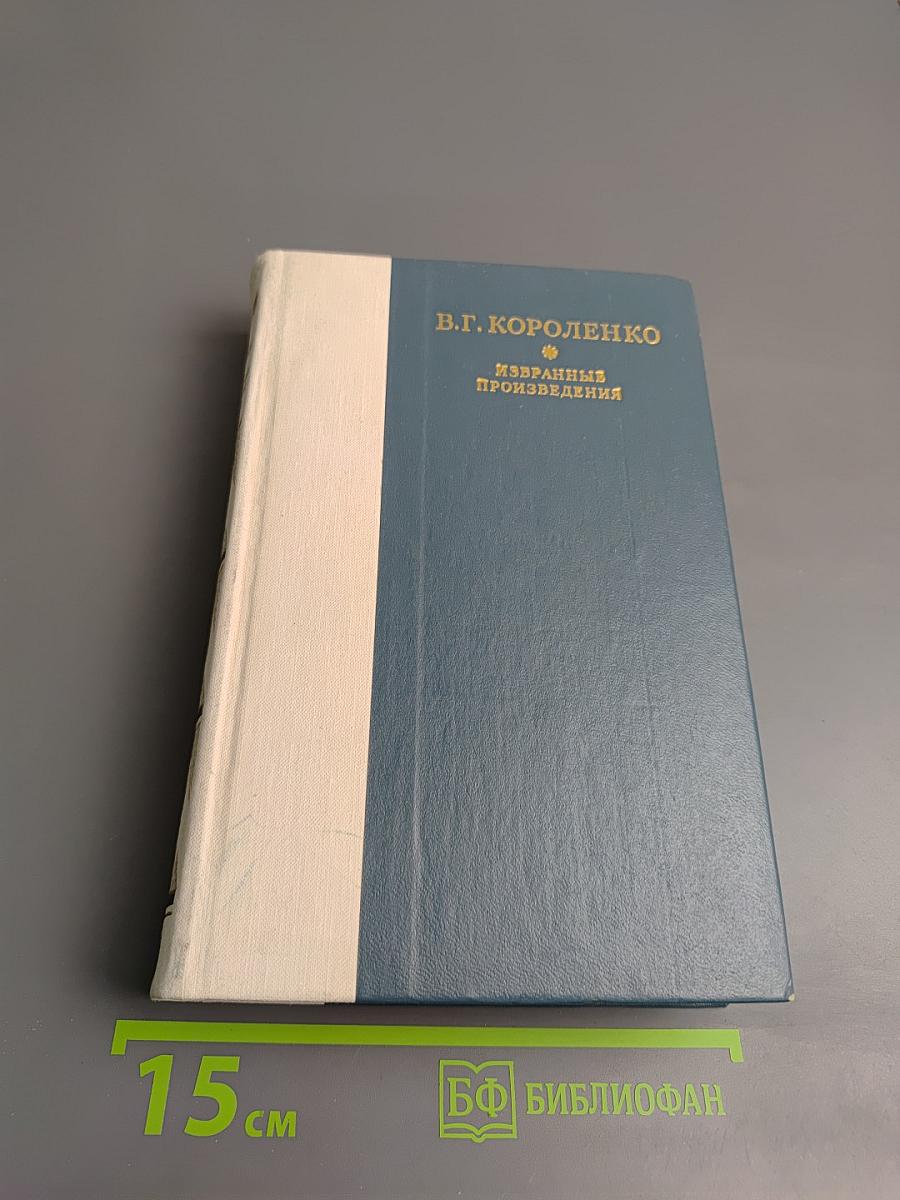 В.Г. КОРОЛЕНКО
ИЗБРАННЫЕ
ПРОИЗВЕДЕНИЯ
15 см
БФ БИБЛИОФАН